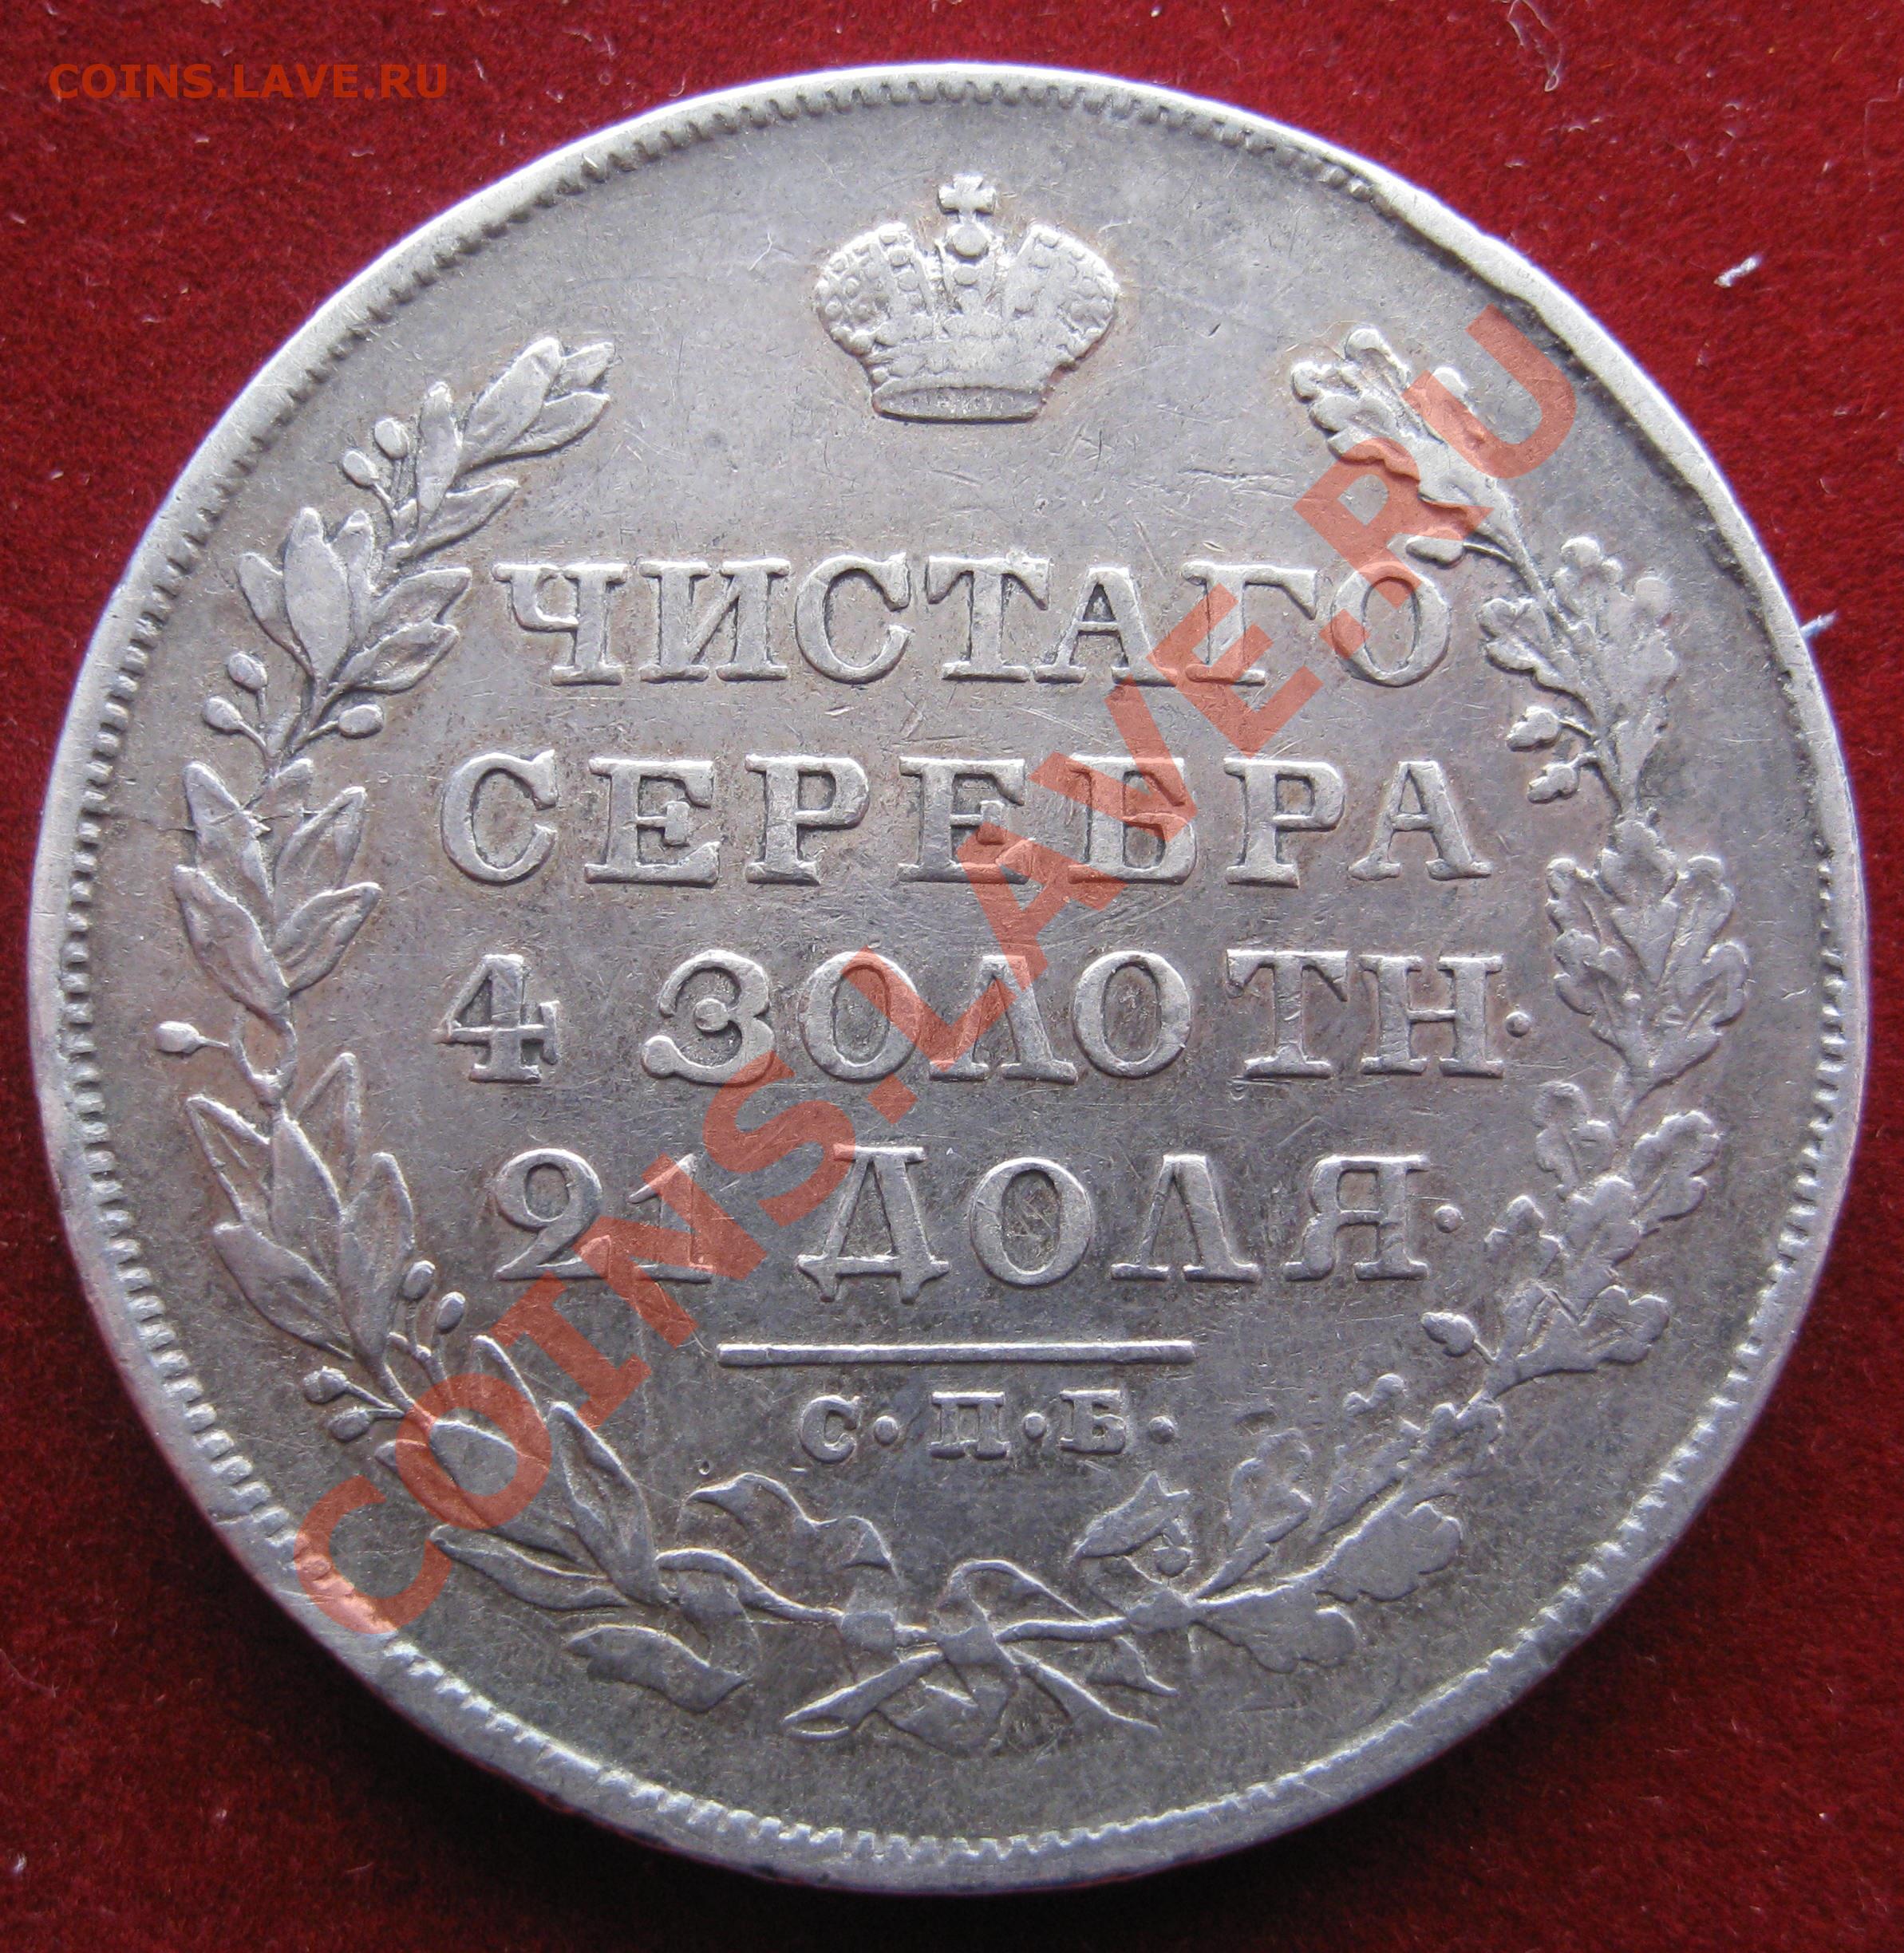 COINS.LAVE.RU
ЧИСТАГО
СЕРЕБРА
4 ЗОЛОТН·
21 ДОЛЯ·
С·П·Б·
COINS.LAVE.RU